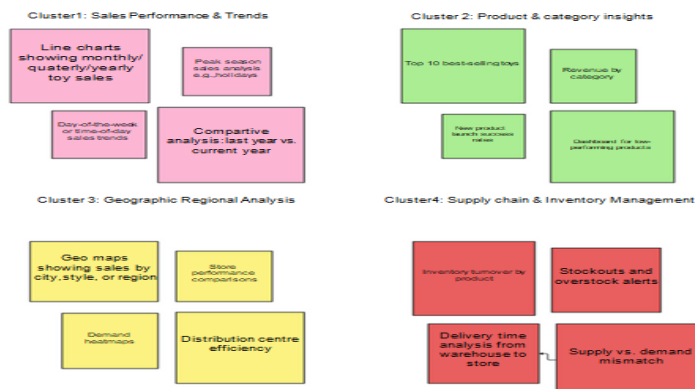 Cluster1: Sales Performance & Trends
Line charts
showing monthly/
quaterly/yearly
toy sales
Peak season
sales analysis
e.g.,holidays
Day-of-the-week
or time-of-day
sales trends
Compartive
analysis:last year vs.
current year
Cluster 2: Product & category insights
Top 10 best-selling toys
Revenue by
category
New product
launch success
rates
Dashboard for low-
performing products
Cluster 3: Geographic Regional Analysis
Geo maps
showing sales by
city,style, or region
Store
performance
comparisons
Demand
heatmaps
Distribution centre
efficiency
Cluster4: Supply chain & Inventory Management
Inventory turnover by
product
Stockouts and
overstock alerts
Delivery time
analysis from
warehouse to
store
Supply vs. demand
mismatch